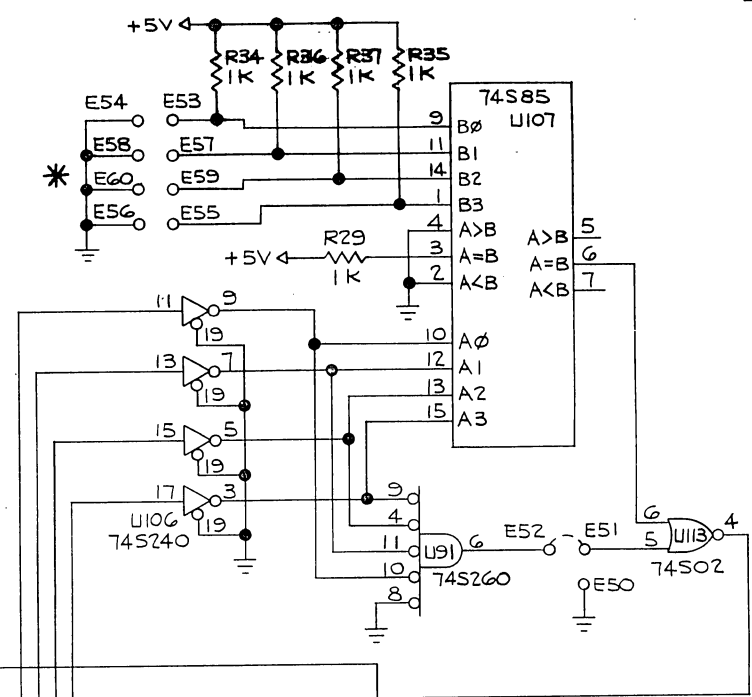 +5V
R34 R36 R37 R35
1K 1K 1K 1K
74S85
U107
E54 E53
9 BØ
E58 E57
11 B1
*
E60 E59
14 B2
E56 E55
1 B3
4 A>B
A>B 5
+5V R29 1K
3 A=B
A=B 6
2 A<B
A<B 7
11 9
19
10 AØ
13 7
12 A1
19
13 A2
15 5
15 A3
19
17 3
U106
74S240
19
9
4
11
10
8
U91 6
74S260
E52 E51
E50
6
5
U113 4
74S02